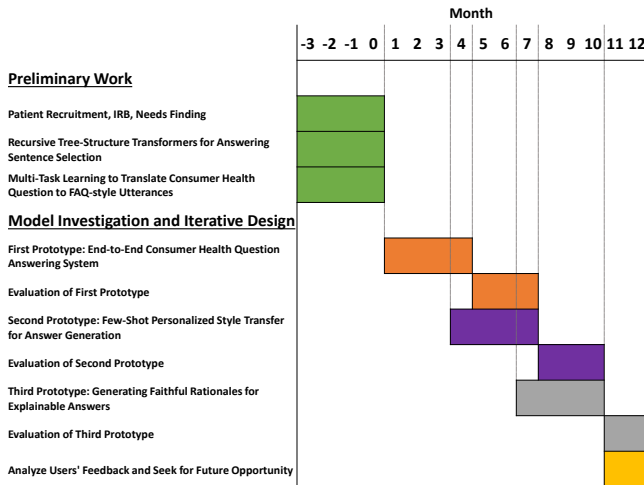 Month
-3 -2 -1 0 1 2 3 4 5 6 7 8 9 10 11 12
Preliminary Work
Patient Recruitment, IRB, Needs Finding
Recursive Tree-Structure Transformers for Answering
Sentence Selection
Multi-Task Learning to Translate Consumer Health
Question to FAQ-style Utterances
Model Investigation and Iterative Design
First Prototype: End-to-End Consumer Health Question
Answering System
Evaluation of First Prototype
Second Prototype: Few-Shot Personalized Style Transfer
for Answer Generation
Evaluation of Second Prototype
Third Prototype: Generating Faithful Rationales for
Explainable Answers
Evaluation of Third Prototype
Analyze Users' Feedback and Seek for Future Opportunity